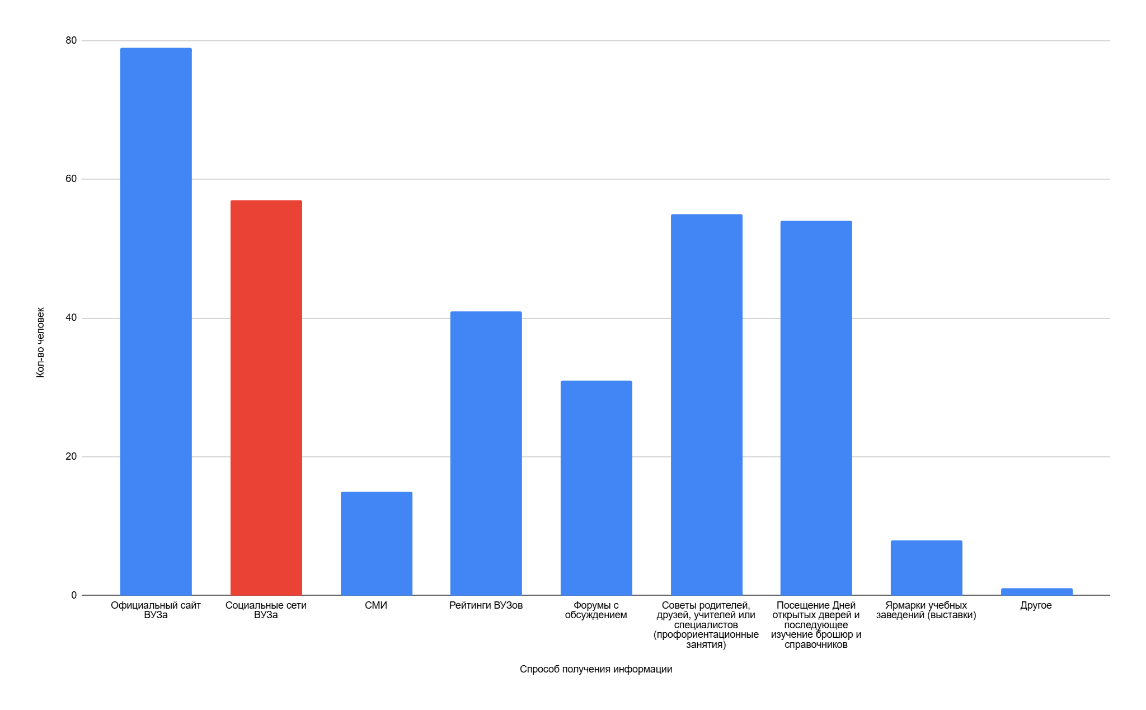 80
60
40
20
0
Кол-во человек
Официальный сайт
ВУЗа
Социальные сети
ВУЗа
СМИ
Рейтинги ВУЗов
Форумы с
обсуждением
Советы родителей,
друзей, учителей или
специалистов
(профориентационные
занятия)
Посещение Дней
открытых дверей и
последующее
изучение брошюр и
справочников
Ярмарки учебных
заведений (выставки)
Другое
Спрособ получения информации